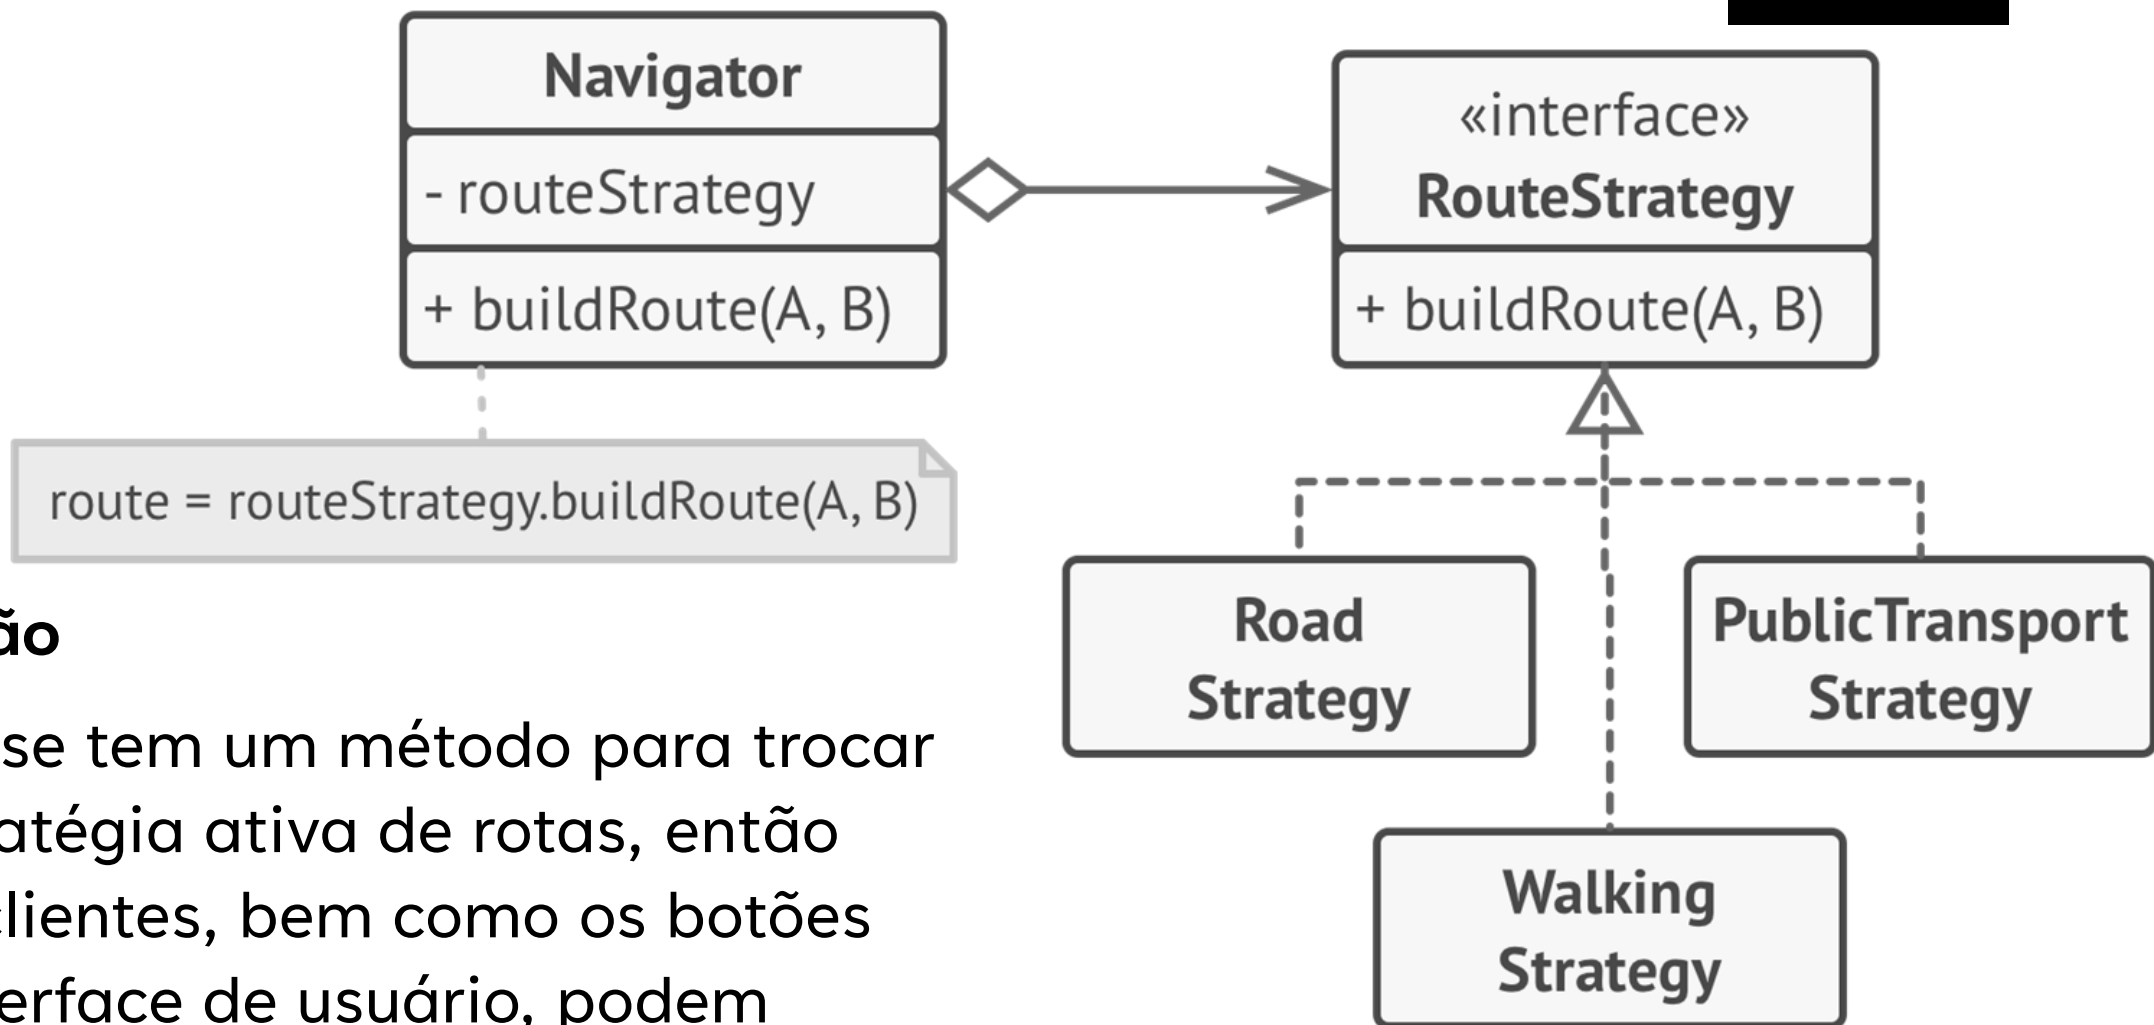 Navigator
- routeStrategy
+ buildRoute(A, B)
«interface»
RouteStrategy
+ buildRoute(A, B)
route = routeStrategy.buildRoute(A, B)
Road
Strategy
PublicTransport
Strategy
Walking
Strategy
ão
se tem um método para trocar
atégia ativa de rotas, então
clientes, bem como os botões
erface de usuário, podem